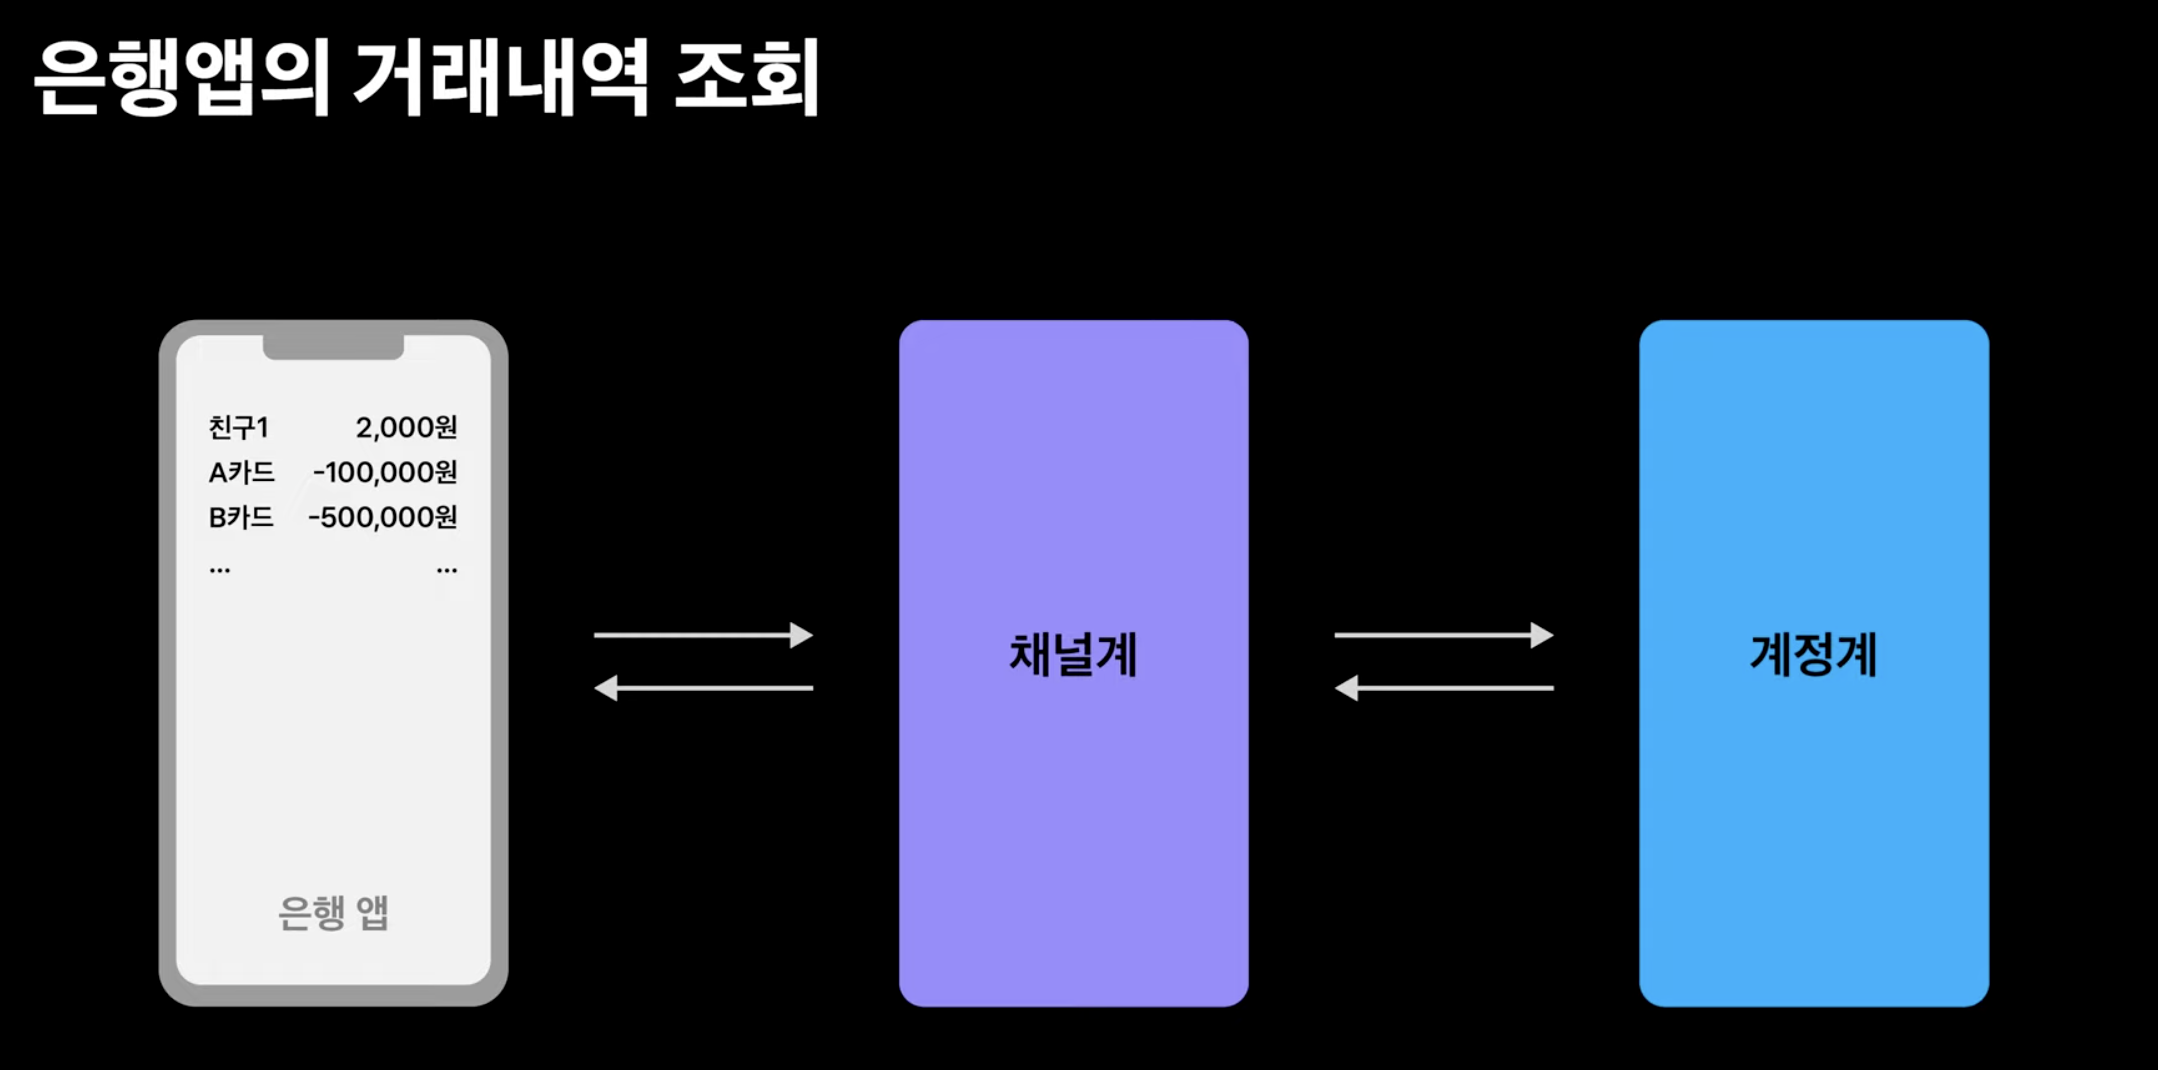 은행앱의 거래내역 조회
친구1 2,000원
A카드 -100,000원
B카드 -500,000원
... ...
은행 앱
채널계
계정계